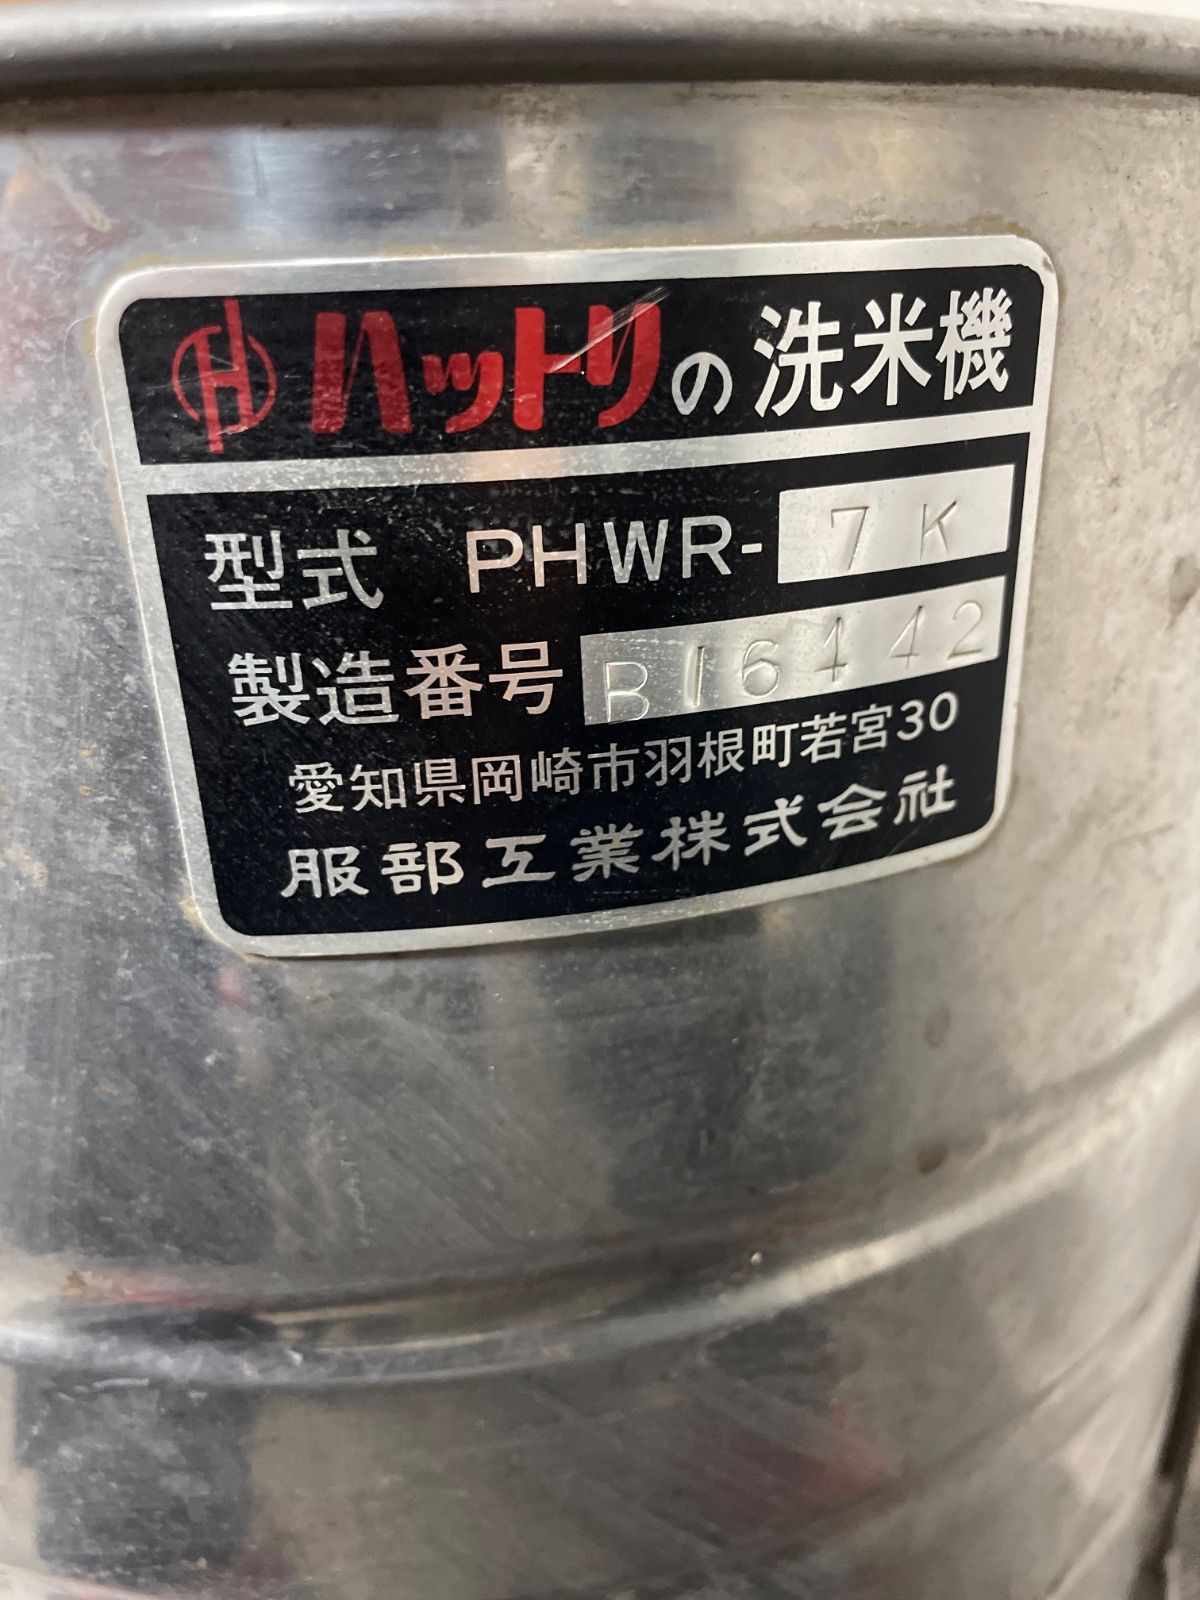 ハットリの洗米機
型式 PHWR-7K
製造番号 B16442
愛知県岡崎市羽根町若宮30
服部工業株式会社